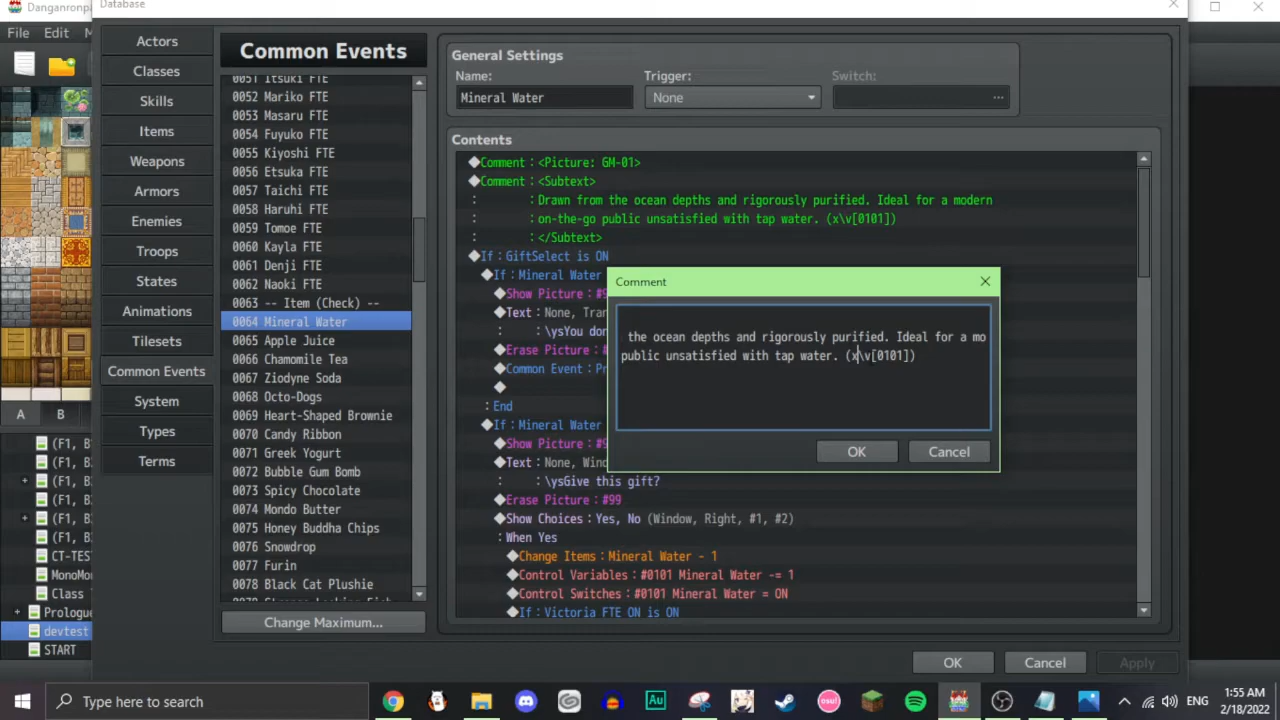 Danganronp
Database
File Edit M
Actors
Classes
Skills
Items
Weapons
Armors
Enemies
Troops
States
Animations
Tilesets
Common Events
System
Types
Terms
Common Events
0051 Itsuki FTE
0052 Mariko FTE
0053 Masaru FTE
0054 Fuyuko FTE
0055 Kiyoshi FTE
0056 Etsuka FTE
0057 Taichi FTE
0058 Haruhi FTE
0059 Tomoe FTE
0060 Kayla FTE
0061 Denji FTE
0062 Naoki FTE
0063 -- Item (Check) --
0064 Mineral Water
0065 Apple Juice
0066 Chamomile Tea
0067 Ziodyne Soda
0068 Octo-Dogs
0069 Heart-Shaped Brownie
0070 Candy Ribbon
0071 Greek Yogurt
0072 Bubble Gum Bomb
0073 Spicy Chocolate
0074 Mondo Butter
0075 Honey Buddha Chips
0076 Snowdrop
0077 Furin
0078 Black Cat Plushie
Change Maximum...
General Settings
Name: Trigger: Switch:
Mineral Water None ...
Contents
◆Comment : <Picture: GM-01>
◆Comment : <Subtext>
: : Drawn from the ocean depths and rigorously purified. Ideal for a modern
: : on-the-go public unsatisfied with tap water. (x\v[0101])
: : </Subtext>
◆If : GiftSelect is ON
◆If : Mineral Water
◆Show Picture : #9
◆Text : None, Tran
: : \ysYou don
◆Erase Picture : #
◆Common Event : Pr
◆
: End
◆If : Mineral Water
◆Show Picture : #9
◆Text : None, Wind
: : \ysGive this gift?
◆Erase Picture : #99
◆Show Choices : Yes, No (Window, Right, #1, #2)
: When Yes
◆Change Items : Mineral Water - 1
◆Control Variables : #0101 Mineral Water -= 1
◆Control Switches : #0101 Mineral Water = ON
◆If : Victoria FTE ON is ON
Comment
the ocean depths and rigorously purified. Ideal for a mo
public unsatisfied with tap water. (x\v[0101])
OK Cancel
OK Cancel Apply
A B
(F1, B
(F1, B
(F1, B
(F1, B
(F1, B
(F1, B
CT-TES
MonoMo
Class
Prologue
devtest
START
Type here to search
Au
osu!
ENG
1:55 AM
2/18/2022